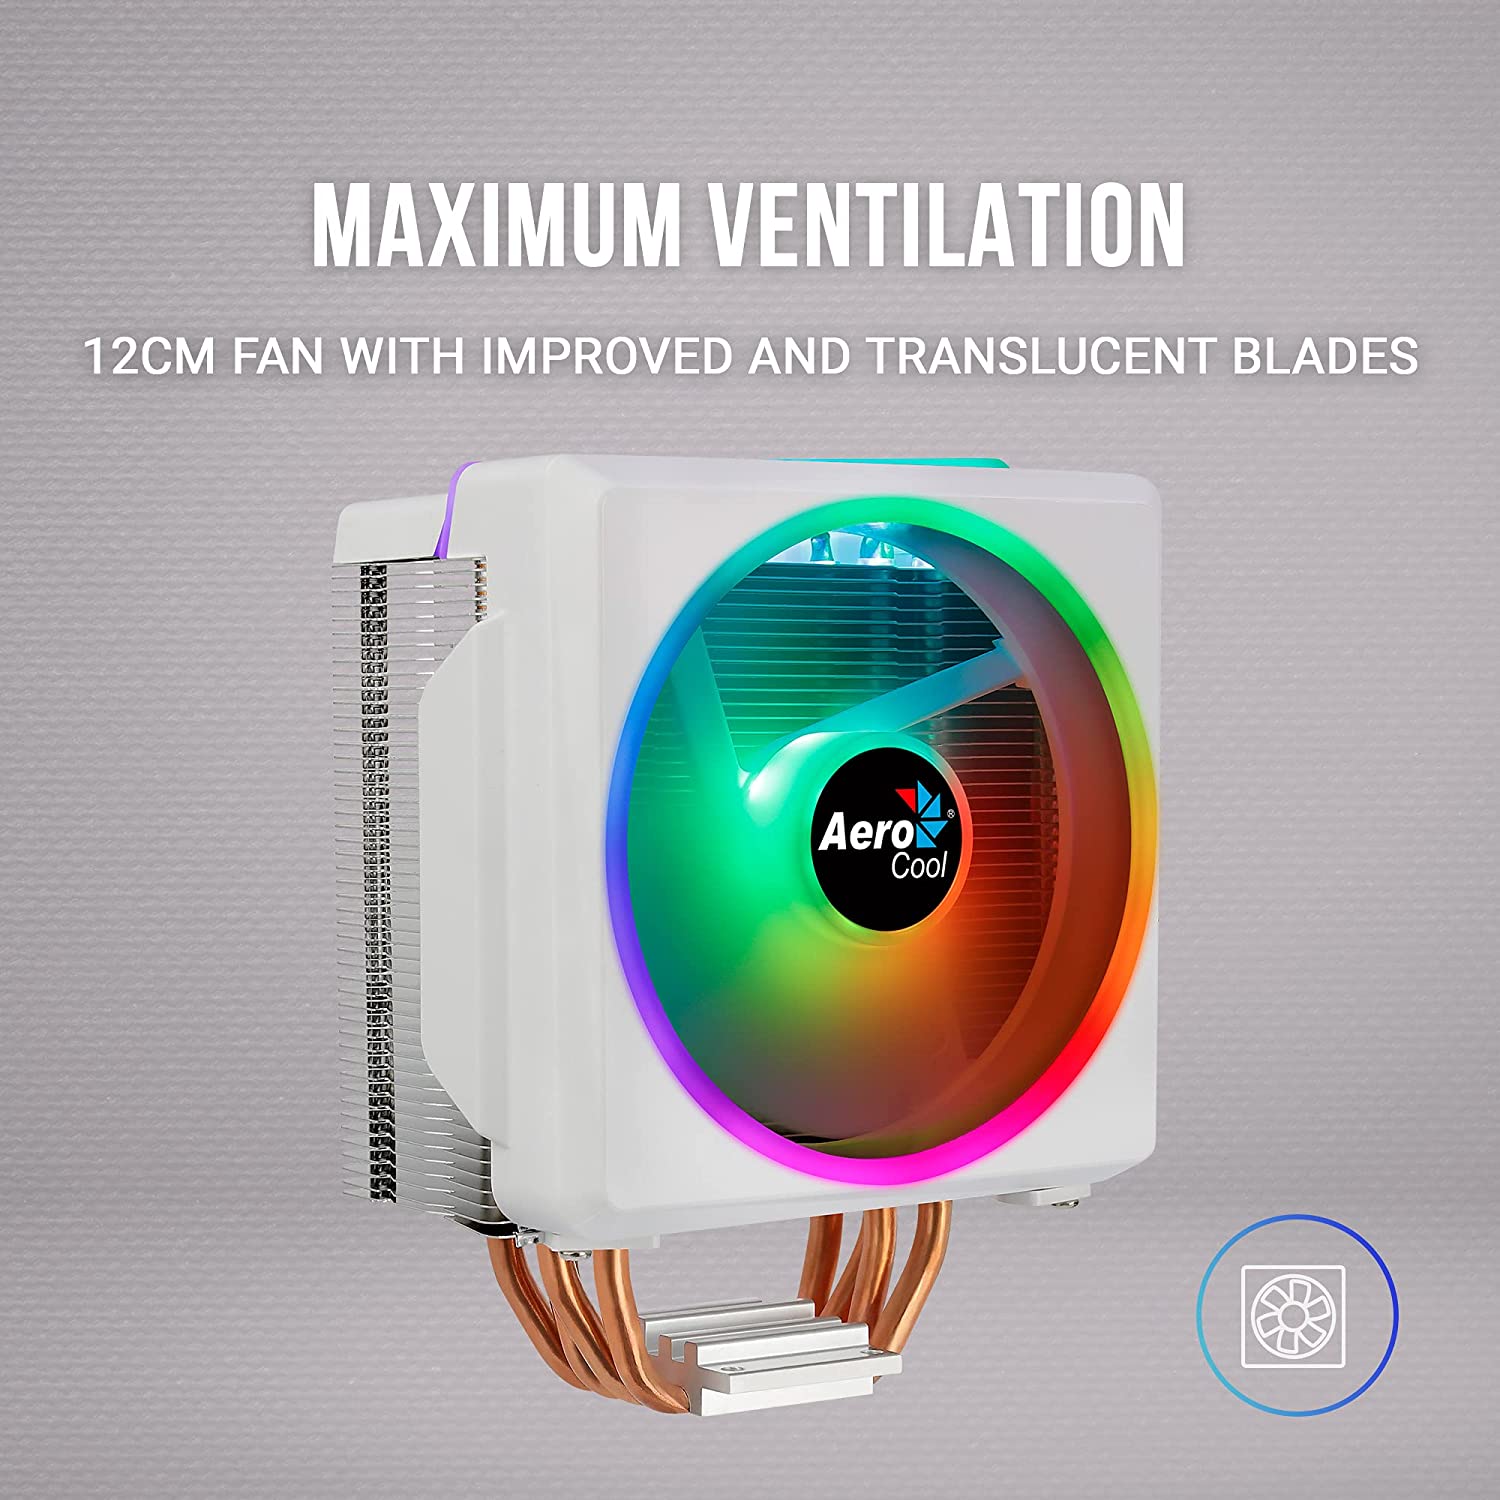 MAXIMUM VENTILATION
12CM FAN WITH IMPROVED AND TRANSLUCENT BLADES
Aero®
Cool